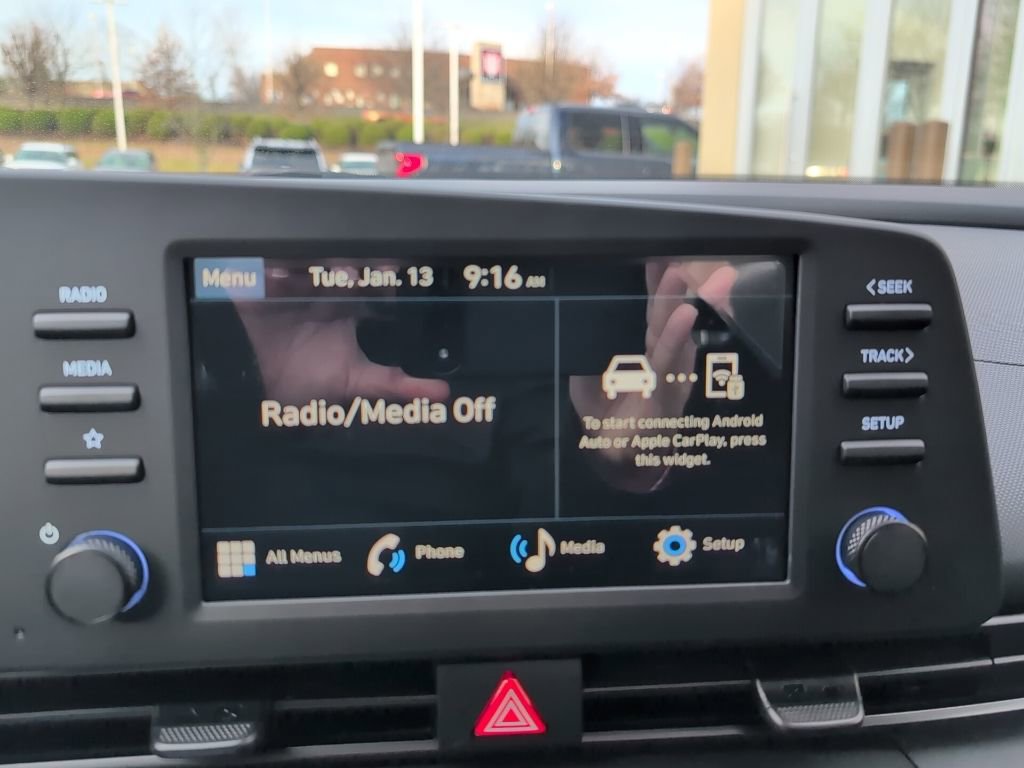 Menu
Tue, Jan. 13
9:16 AM
RADIO
MEDIA
<SEEK
TRACK>
SETUP
Radio/Media Off
To start connecting Android
Auto or Apple CarPlay, press
this widget.
All Menus
Phone
Media
Setup